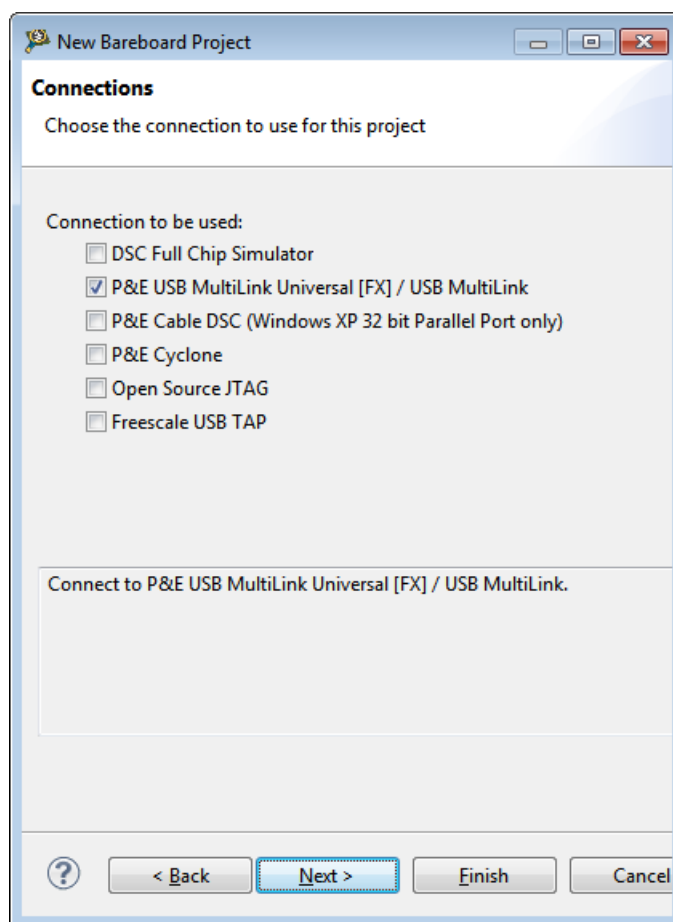 New Bareboard Project
Connections
Choose the connection to use for this project
Connection to be used:
DSC Full Chip Simulator
P&E USB MultiLink Universal [FX] / USB MultiLink
P&E Cable DSC (Windows XP 32 bit Parallel Port only)
P&E Cyclone
Open Source JTAG
Freescale USB TAP
Connect to P&E USB MultiLink Universal [FX] / USB MultiLink.
? < Back Next > Finish Cancel